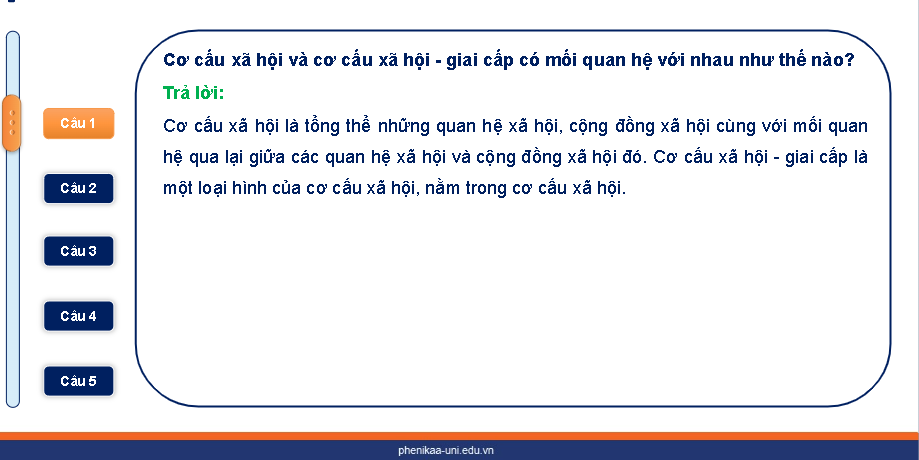 Cơ cấu xã hội và cơ cấu xã hội - giai cấp có mối quan hệ với nhau như thế nào?
Trả lời:
Cơ cấu xã hội là tổng thể những quan hệ xã hội, cộng đồng xã hội cùng với mối quan
hệ qua lại giữa các quan hệ xã hội và cộng đồng xã hội đó. Cơ cấu xã hội - giai cấp là
một loại hình của cơ cấu xã hội, nằm trong cơ cấu xã hội.
Câu 1
Câu 2
Câu 3
Câu 4
Câu 5
phenikaa-uni.edu.vn